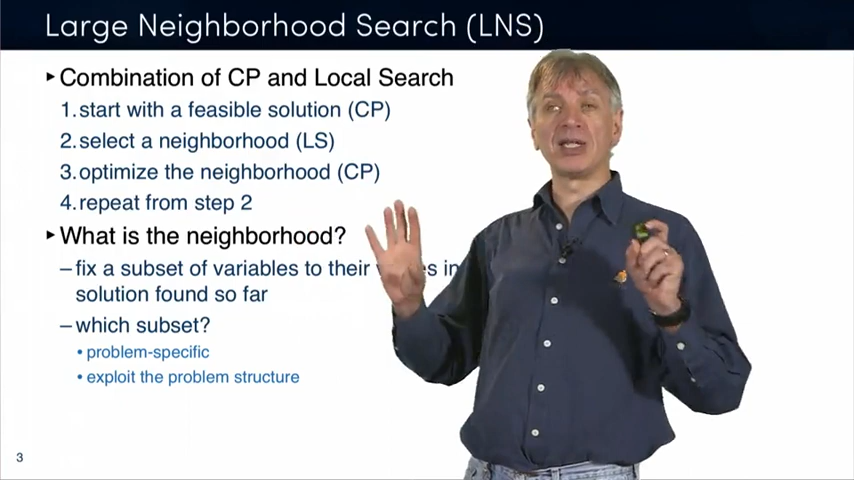 Large Neighborhood Search (LNS)
▸Combination of CP and Local Search
1. start with a feasible solution (CP)
2. select a neighborhood (LS)
3. optimize the neighborhood (CP)
4. repeat from step 2
▸What is the neighborhood?
–fix a subset of variables to their in
solution found so far
–which subset?
• problem-specific
• exploit the problem structure
3